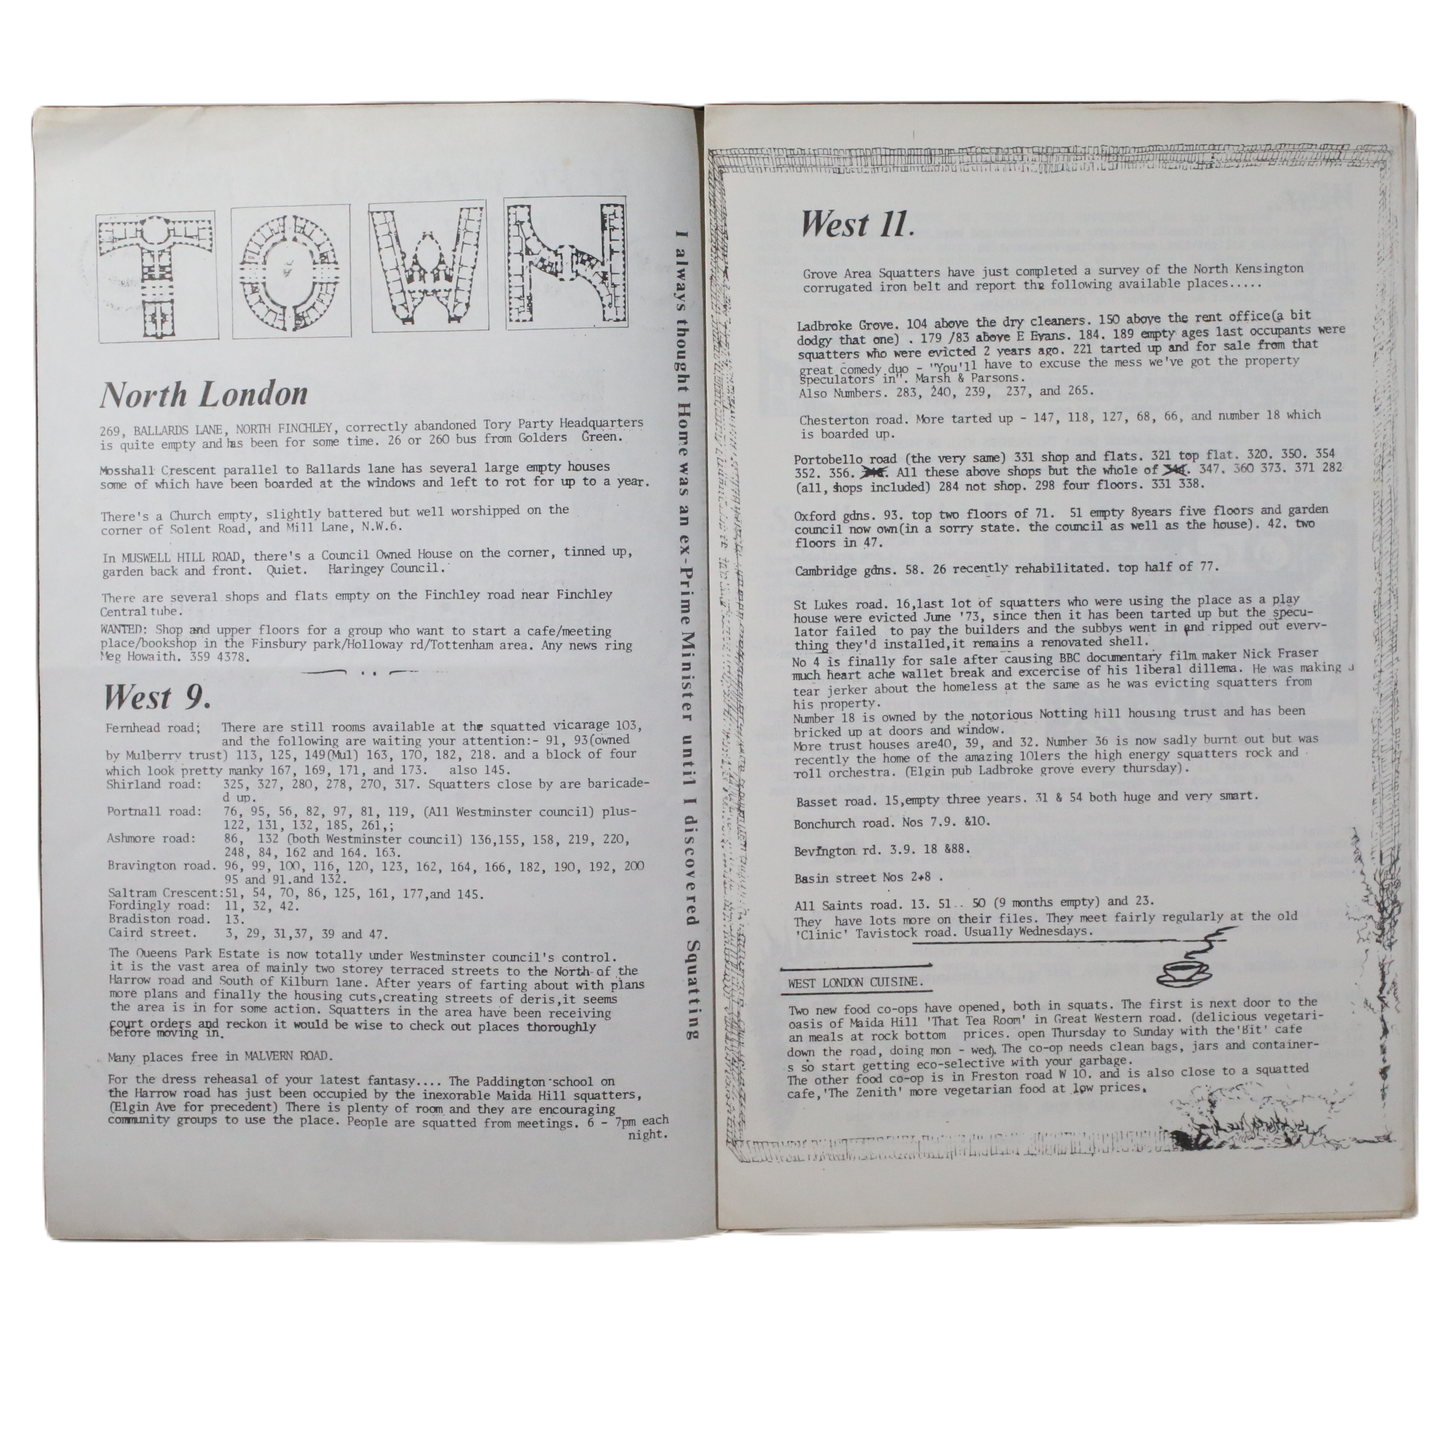 TOWN
North London
269, BALLARDS LANE, NORTH FINCHLEY, correctly abandoned Tory Party Headquarters
is quite empty and has been for some time. 26 or 260 bus from Golders Green.
Mosshall Crescent parallel to Ballards lane has several large empty houses
some of which have been boarded at the windows and left to rot for up to a year.
There's a Church empty, slightly battered but well worshipped on the
corner of Solent Road, and Mill Lane, N.W.6.
In MUSWELL HILL ROAD, there's a Council Owned House on the corner, tinned up,
garden back and front. Quiet. Haringey Council.
There are several shops and flats empty on the Finchley road near Finchley
Central tube.
WANTED: Shop and upper floors for a group who want to start a cafe/meeting
place/bookshop in the Finsbury park/Holloway rd/Tottenham area. Any news ring
Meg Howaith. 359 4378.
West 9.
Fernhead road; There are still rooms available at the squatted vicarage 103,
and the following are waiting your attention:- 91, 93(owned
by Mulberry trust) 113, 125, 149(Mul) 163, 170, 182, 218. and a block of four
which look pretty manky 167, 169, 171, and 173. also 145.
Shirland road: 325, 327, 280, 278, 270, 317. Squatters close by are baricade-
d up.
Portnall road: 76, 95, 56, 82, 97, 81, 119, (All Westminster council) plus-
122, 131, 132, 185, 261,;
Ashmore road: 86, 132 (both Westminster council) 136,155, 158, 219, 220,
248, 84, 162 and 164. 163.
Bravington road. 96, 99, 100, 116, 120, 123, 162, 164, 166, 182, 190, 192, 200
95 and 91.and 132.
Saltram Crescent:51, 54, 70, 86, 125, 161, 177,and 145.
Fordingly road: 11, 32, 42.
Bradiston road. 13.
Caird street. 3, 29, 31,37, 39 and 47.
The Queens Park Estate is now totally under Westminster council's control.
it is the vast area of mainly two storey terraced streets to the North of the
Harrow road and South of Kilburn lane. After years of farting about with plans
more plans and finally the housing cuts,creating streets of deris,it seems
the area is in for some action. Squatters in the area have been receiving
court orders and reckon it would be wise to check out places thoroughly
before moving in.
Many places free in MALVERN ROAD.
For the dress reheasal of your latest fantasy.... The Paddington school on
the Harrow road has just been occupied by the inexorable Maida Hill squatters,
(Elgin Ave for precedent) There is plenty of room and they are encouraging
community groups to use the place. People are squatted from meetings. 6 - 7pm each
night.
I always thought Home was an ex-Prime Minister until I discovered Squatting
West 11.
Grove Area Squatters have just completed a survey of the North Kensington
corrugated iron belt and report the following available places.....
Ladbroke Grove. 104 above the dry cleaners. 150 above the rent office(a bit
dodgy that one) . 179 /83 above E Evans. 184. 189 empty ages last occupants were
squatters who were evicted 2 years ago. 221 tarted up and for sale from that
great comedy duo - "You'll have to excuse the mess we've got the property
speculators in". Marsh & Parsons.
Also Numbers. 283, 240, 239, 237, and 265.
Chesterton road. More tarted up - 147, 118, 127, 68, 66, and number 18 which
is boarded up.
Portobello road (the very same) 331 shop and flats. 321 top flat. 320. 350. 354
352. 356. All these above shops but the whole of 347. 360 373. 371 282
(all, shops included) 284 not shop. 298 four floors. 331 338.
Oxford gdns. 93. top two floors of 71. 51 empty 8years five floors and garden
council now own(in a sorry state. the council as well as the house). 42. two
floors in 47.
Cambridge gdns. 58. 26 recently rehabilitated. top half of 77.
St Lukes road. 16,last lot of squatters who were using the place as a play
house were evicted June '73, since then it has been tarted up but the specu-
lator failed to pay the builders and the subbys went in and ripped out every-
thing they'd installed,it remains a renovated shell.
No 4 is finally for sale after causing BBC documentary film maker Nick Fraser
much heart ache wallet break and excercise of his liberal dillema. He was making a
tear jerker about the homeless at the same as he was evicting squatters from
his property.
Number 18 is owned by the notorious Notting hill housing trust and has been
bricked up at doors and window.
More trust houses are40, 39, and 32. Number 36 is now sadly burnt out but was
recently the home of the amazing 101ers the high energy squatters rock and
roll orchestra. (Elgin pub Ladbroke grove every thursday).
Basset road. 15,empty three years. 31 & 54 both huge and very smart.
Bonchurch road. Nos 7.9. &10.
Bevington rd. 3.9. 18 &88.
Basin street Nos 2+8 .
All Saints road. 13. 51.. 50 (9 months empty) and 23.
They have lots more on their files. They meet fairly regularly at the old
'Clinic' Tavistock road. Usually Wednesdays.
WEST LONDON CUISINE.
Two new food co-ops have opened, both in squats. The first is next door to the
oasis of Maida Hill 'That Tea Room' in Great Western road. (delicious vegetari-
an meals at rock bottom prices. open Thursday to Sunday with the'Bit' cafe
down the road, doing mon - wed). The co-op needs clean bags, jars and container-
s so start getting eco-selective with your garbage.
The other food co-op is in Freston road W 10. and is also close to a squatted
cafe,'The Zenith' more vegetarian food at low prices.